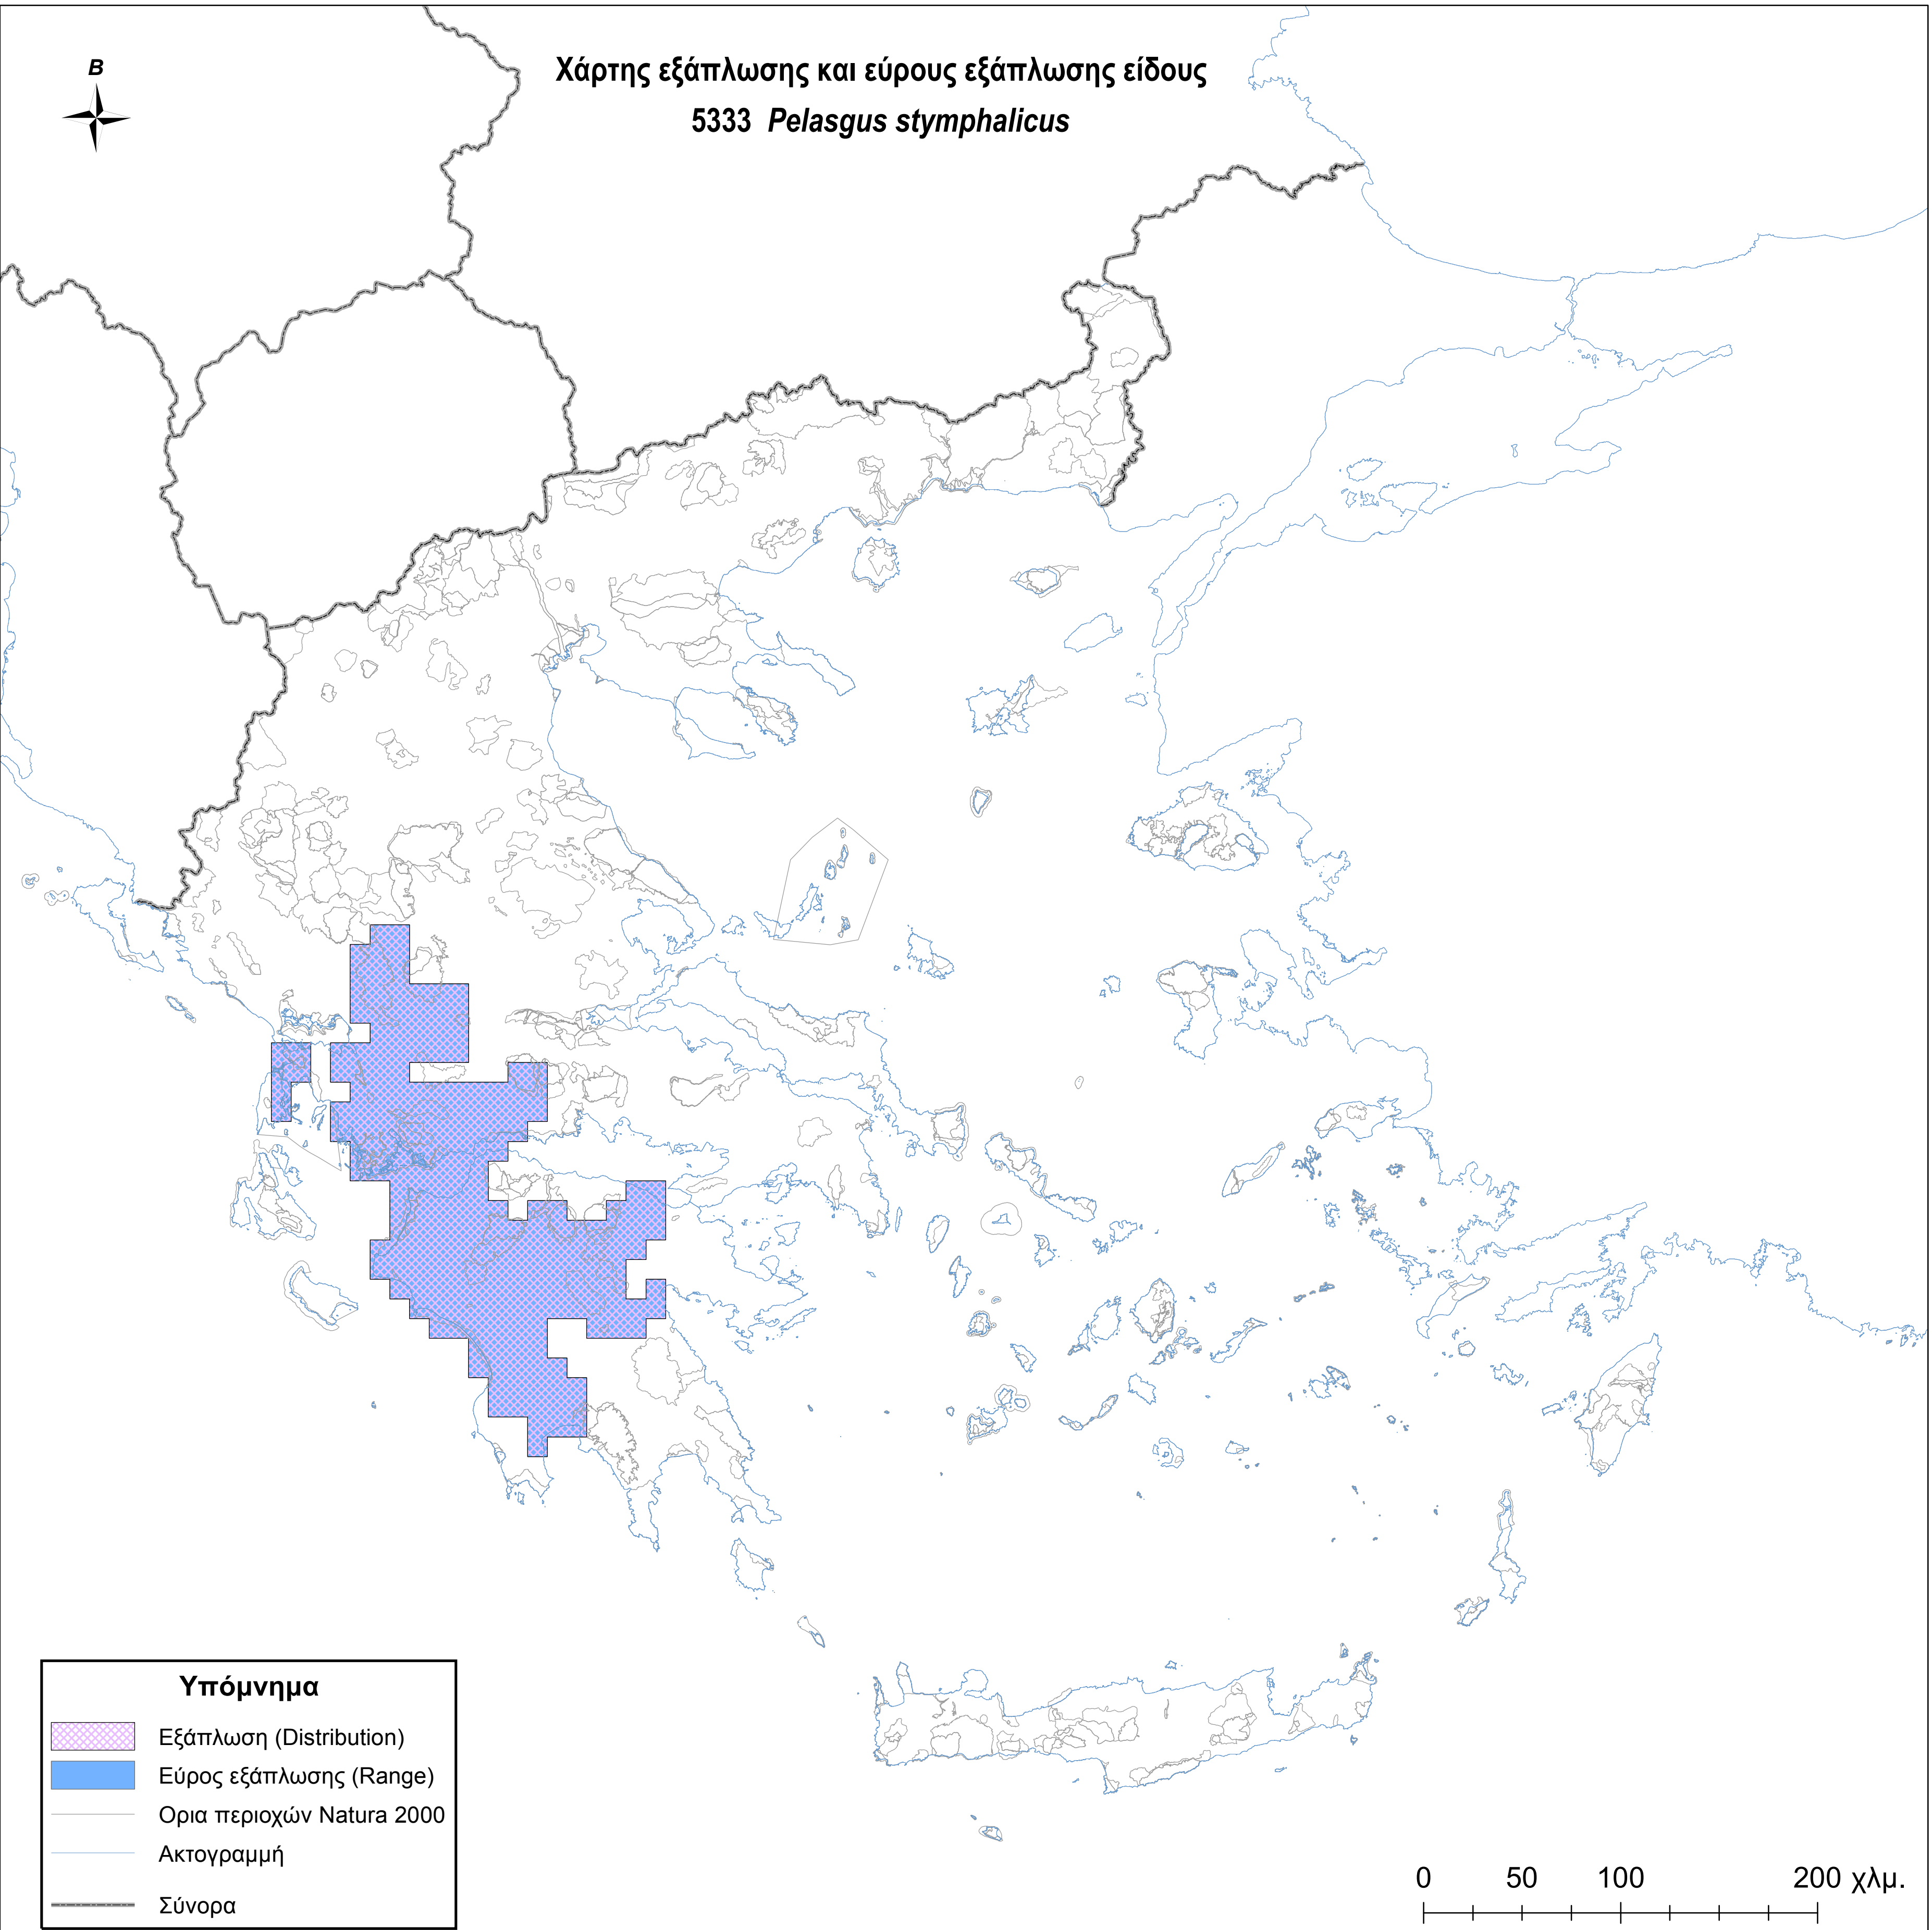 B
Χάρτης εξάπλωσης και εύρους εξάπλωσης είδους
5333 Pelasgus stymphalicus
Υπόμνημα
Εξάπλωση (Distribution)
Εύρος εξάπλωσης (Range)
Ορια περιοχών Natura 2000
Ακτογραμμή
Σύνορα
0 50 100 200 χλμ.